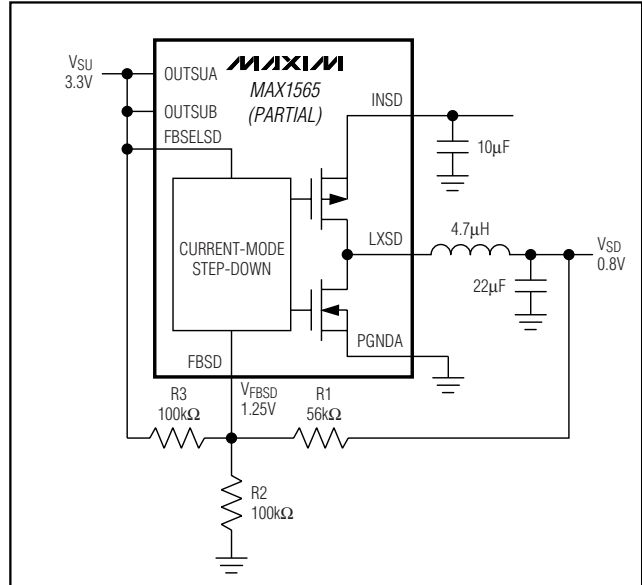 VSU
3.3V
OUTSUA
OUTSUB
FBSELSD
MAXIM
MAX1565
(PARTIAL)
INSD
10µF
CURRENT-MODE
STEP-DOWN
LXSD
4.7µH
VSD
0.8V
22µF
PGNDA
FBSD
VFBSD
1.25V
R3
100kΩ
R1
56kΩ
R2
100kΩ